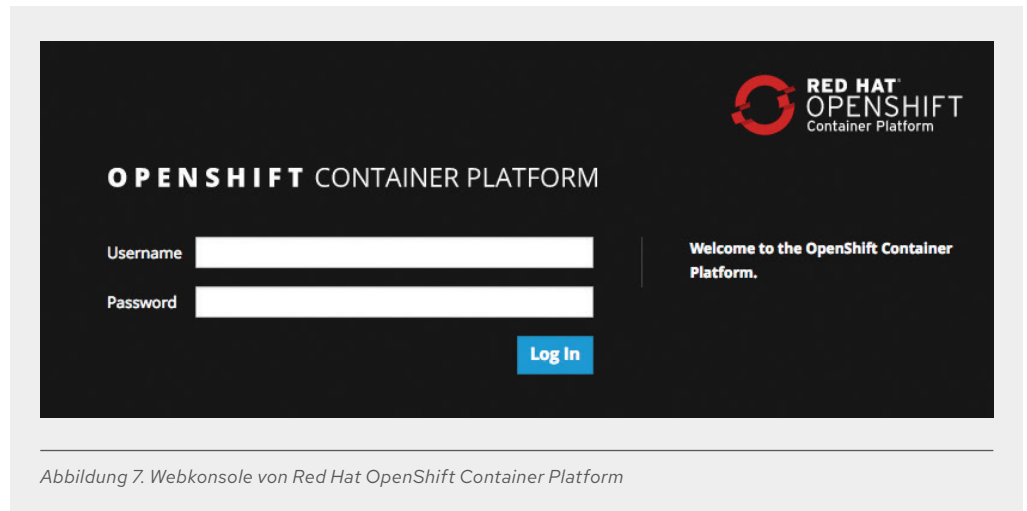 RED HAT®
OPENSHIFT
Container Platform
OPENSHIFT CONTAINER PLATFORM
Username
Welcome to the OpenShift Container
Platform.
Password
Log In
Abbildung 7. Webkonsole von Red Hat OpenShift Container Platform